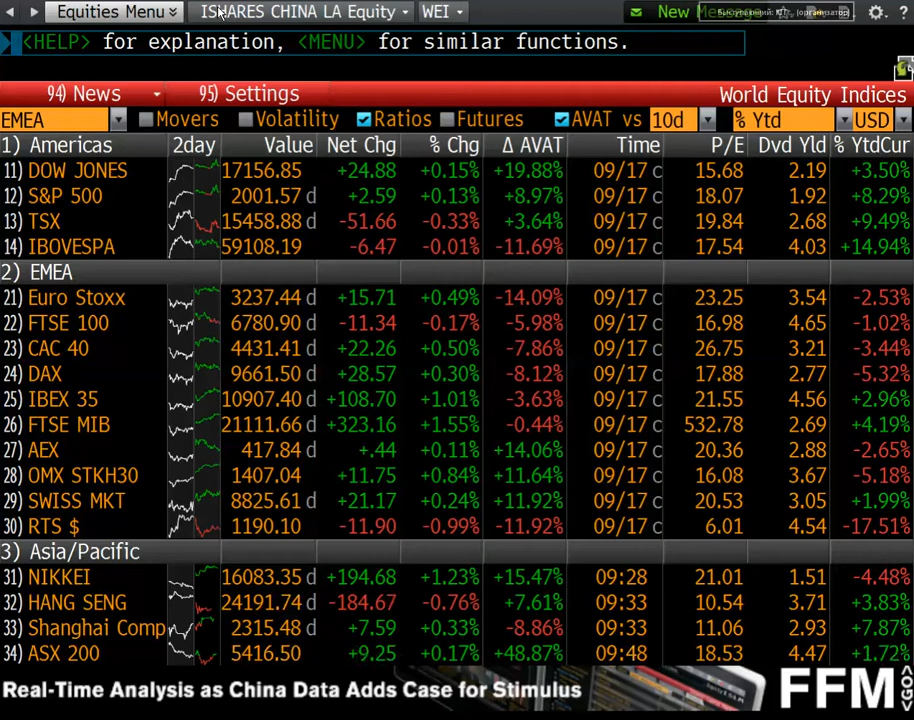 Equities Menu ISHARES CHINA LA Equity WEI New
<HELP> for explanation, <MENU> for similar functions.
94) News 95) Settings World Equity Indices
EMEA Movers Volatility Ratios Futures AVAT vs 10d % Ytd USD
1) Americas 2day Value Net Chg % Chg Δ AVAT Time P/E Dvd Yld % YtdCur
11) DOW JONES 17156.85 +24.88 +0.15% +19.88% 09/17 c 15.68 2.19 +3.50%
12) S&P 500 2001.57 d +2.59 +0.13% +8.97% 09/17 c 18.07 1.92 +8.29%
13) TSX 15458.88 d -51.66 -0.33% +3.64% 09/17 c 19.84 2.68 +9.49%
14) IBOVESPA 59108.19 -6.47 -0.01% -11.69% 09/17 c 17.54 4.03 +14.94%
2) EMEA
21) Euro Stoxx 3237.44 d +15.71 +0.49% -14.09% 09/17 c 23.25 3.54 -2.53%
22) FTSE 100 6780.90 d -11.34 -0.17% -5.98% 09/17 c 16.98 4.65 -1.02%
23) CAC 40 4431.41 d +22.26 +0.50% -7.86% 09/17 c 26.75 3.21 -3.44%
24) DAX 9661.50 d +28.57 +0.30% -8.12% 09/17 c 17.88 2.77 -5.32%
25) IBEX 35 10907.40 d +108.70 +1.01% -3.63% 09/17 c 21.55 4.56 +2.96%
26) FTSE MIB 21111.66 d +323.16 +1.55% -0.44% 09/17 c 532.78 2.69 +4.19%
27) AEX 417.84 d +.44 +0.11% +14.06% 09/17 c 20.36 2.88 -2.65%
28) OMX STKH30 1407.04 d +11.75 +0.84% +11.64% 09/17 c 16.08 3.67 -5.18%
29) SWISS MKT 8825.61 d +21.17 +0.24% +11.92% 09/17 c 20.53 3.05 +1.99%
30) RTS $ 1190.10 -11.90 -0.99% -11.92% 09/17 c 6.01 4.54 -17.51%
3) Asia/Pacific
31) NIKKEI 16083.35 d +194.68 +1.23% +15.47% 09:28 21.01 1.51 -4.48%
32) HANG SENG 24191.74 d -184.67 -0.76% +7.61% 09:33 10.54 3.71 +3.83%
33) Shanghai Comp 2315.48 d +7.59 +0.33% -8.86% 09:33 11.06 2.93 +7.87%
34) ASX 200 5416.50 +9.25 +0.17% +48.87% 09:48 18.53 4.47 +1.72%
Real-Time Analysis as China Data Adds Case for Stimulus FFM <GO>